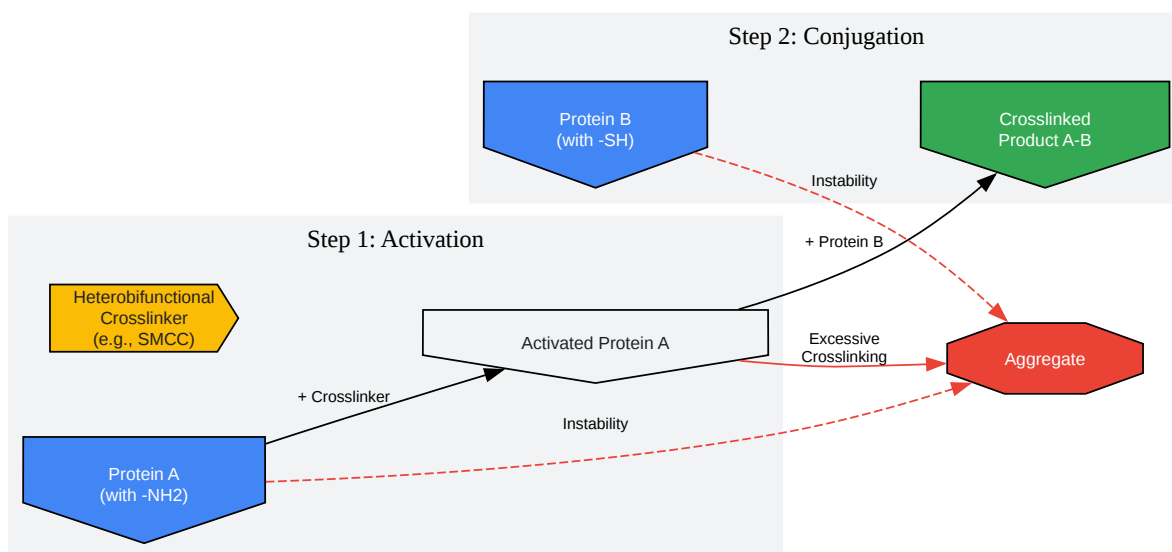 Step 2: Conjugation
Protein B
(with -SH)
Crosslinked
Product A-B
Instability
+ Protein B
Step 1: Activation
Heterobifunctional
Crosslinker
(e.g., SMCC)
Activated Protein A
Excessive
Crosslinking
Aggregate
+ Crosslinker
Instability
Protein A
(with -NH2)